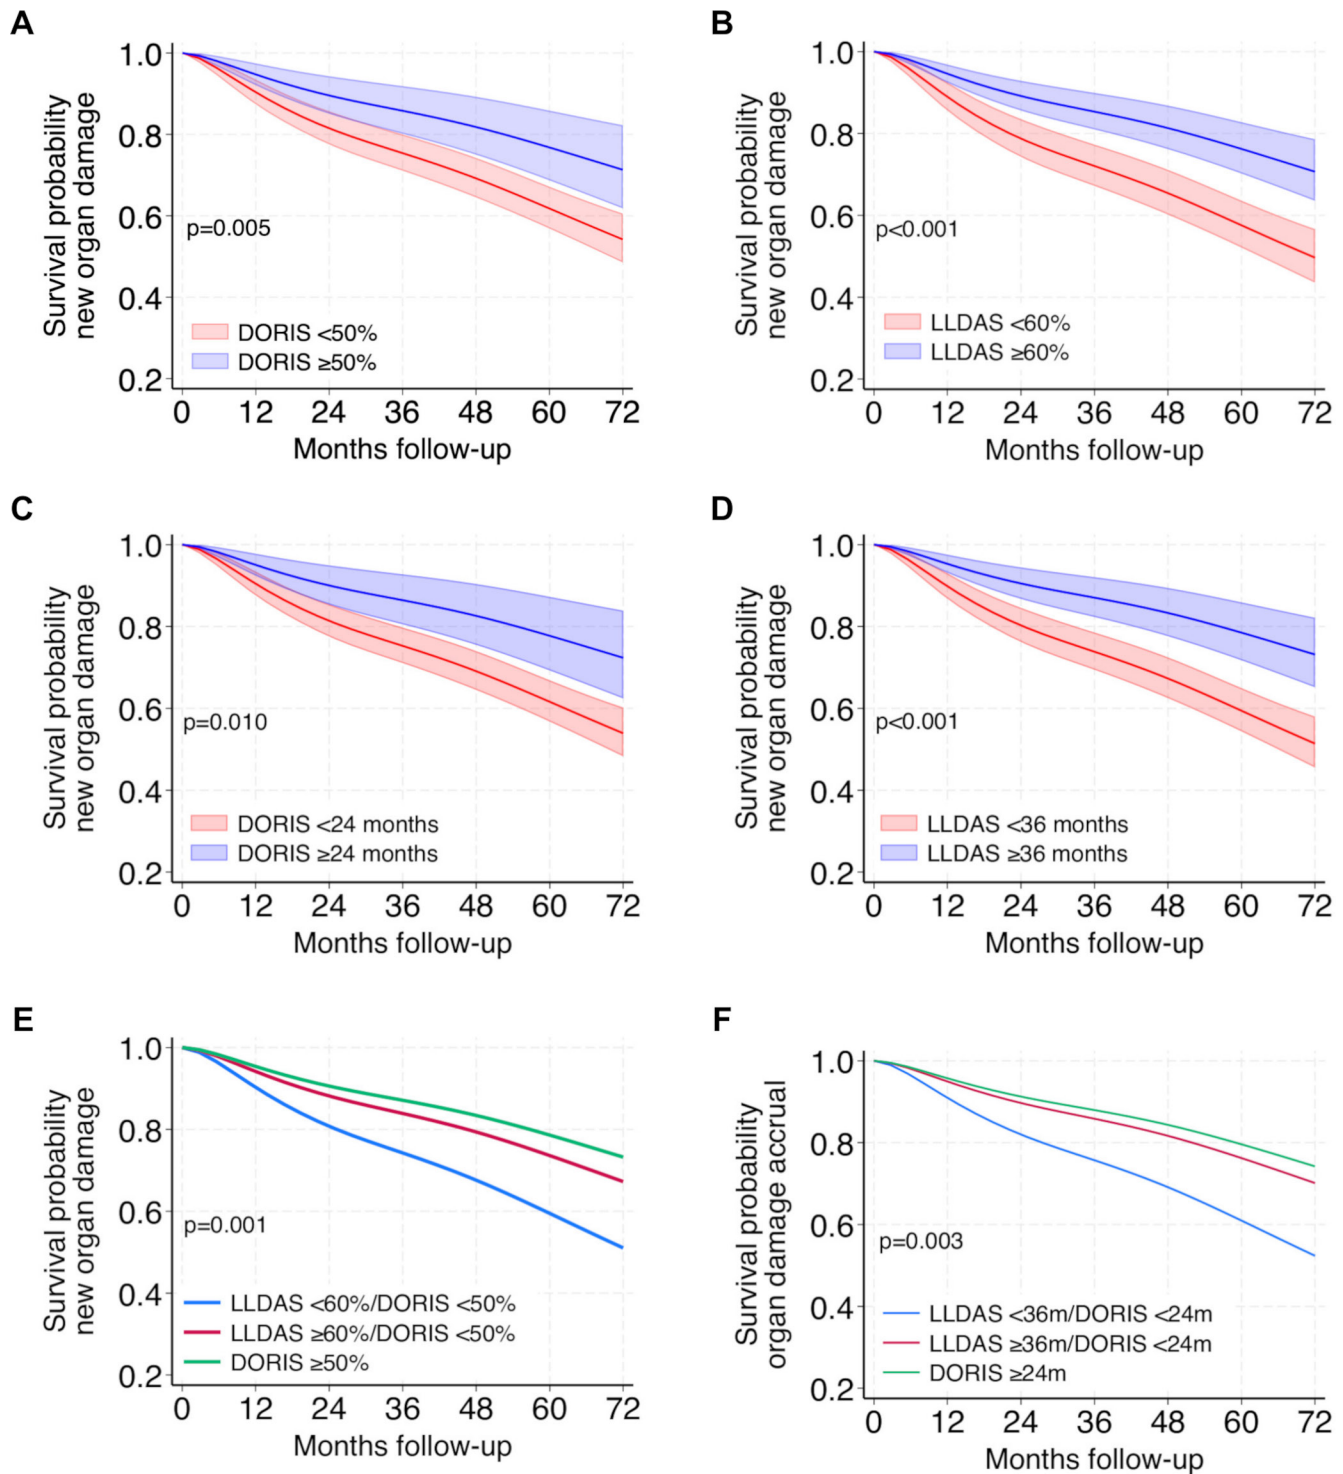 A
Survival probability
new organ damage
1.0
0.8
0.6
0.4
0.2
p=0.005
DORIS <50%
DORIS ≥50%
0 12 24 36 48 60 72
Months follow-up
B
Survival probability
new organ damage
1.0
0.8
0.6
0.4
0.2
p<0.001
LLDAS <60%
LLDAS ≥60%
0 12 24 36 48 60 72
Months follow-up
C
Survival probability
new organ damage
1.0
0.8
0.6
0.4
0.2
p=0.010
DORIS <24 months
DORIS ≥24 months
0 12 24 36 48 60 72
Months follow-up
D
Survival probability
new organ damage
1.0
0.8
0.6
0.4
0.2
p<0.001
LLDAS <36 months
LLDAS ≥36 months
0 12 24 36 48 60 72
Months follow-up
E
Survival probability
new organ damage
1.0
0.8
0.6
0.4
0.2
p=0.001
LLDAS <60%/DORIS <50%
LLDAS ≥60%/DORIS <50%
DORIS ≥50%
0 12 24 36 48 60 72
Months follow-up
F
Survival probability
organ damage accrual
1.0
0.8
0.6
0.4
0.2
p=0.003
LLDAS <36m/DORIS <24m
LLDAS ≥36m/DORIS <24m
DORIS ≥24m
0 12 24 36 48 60 72
Months follow-up